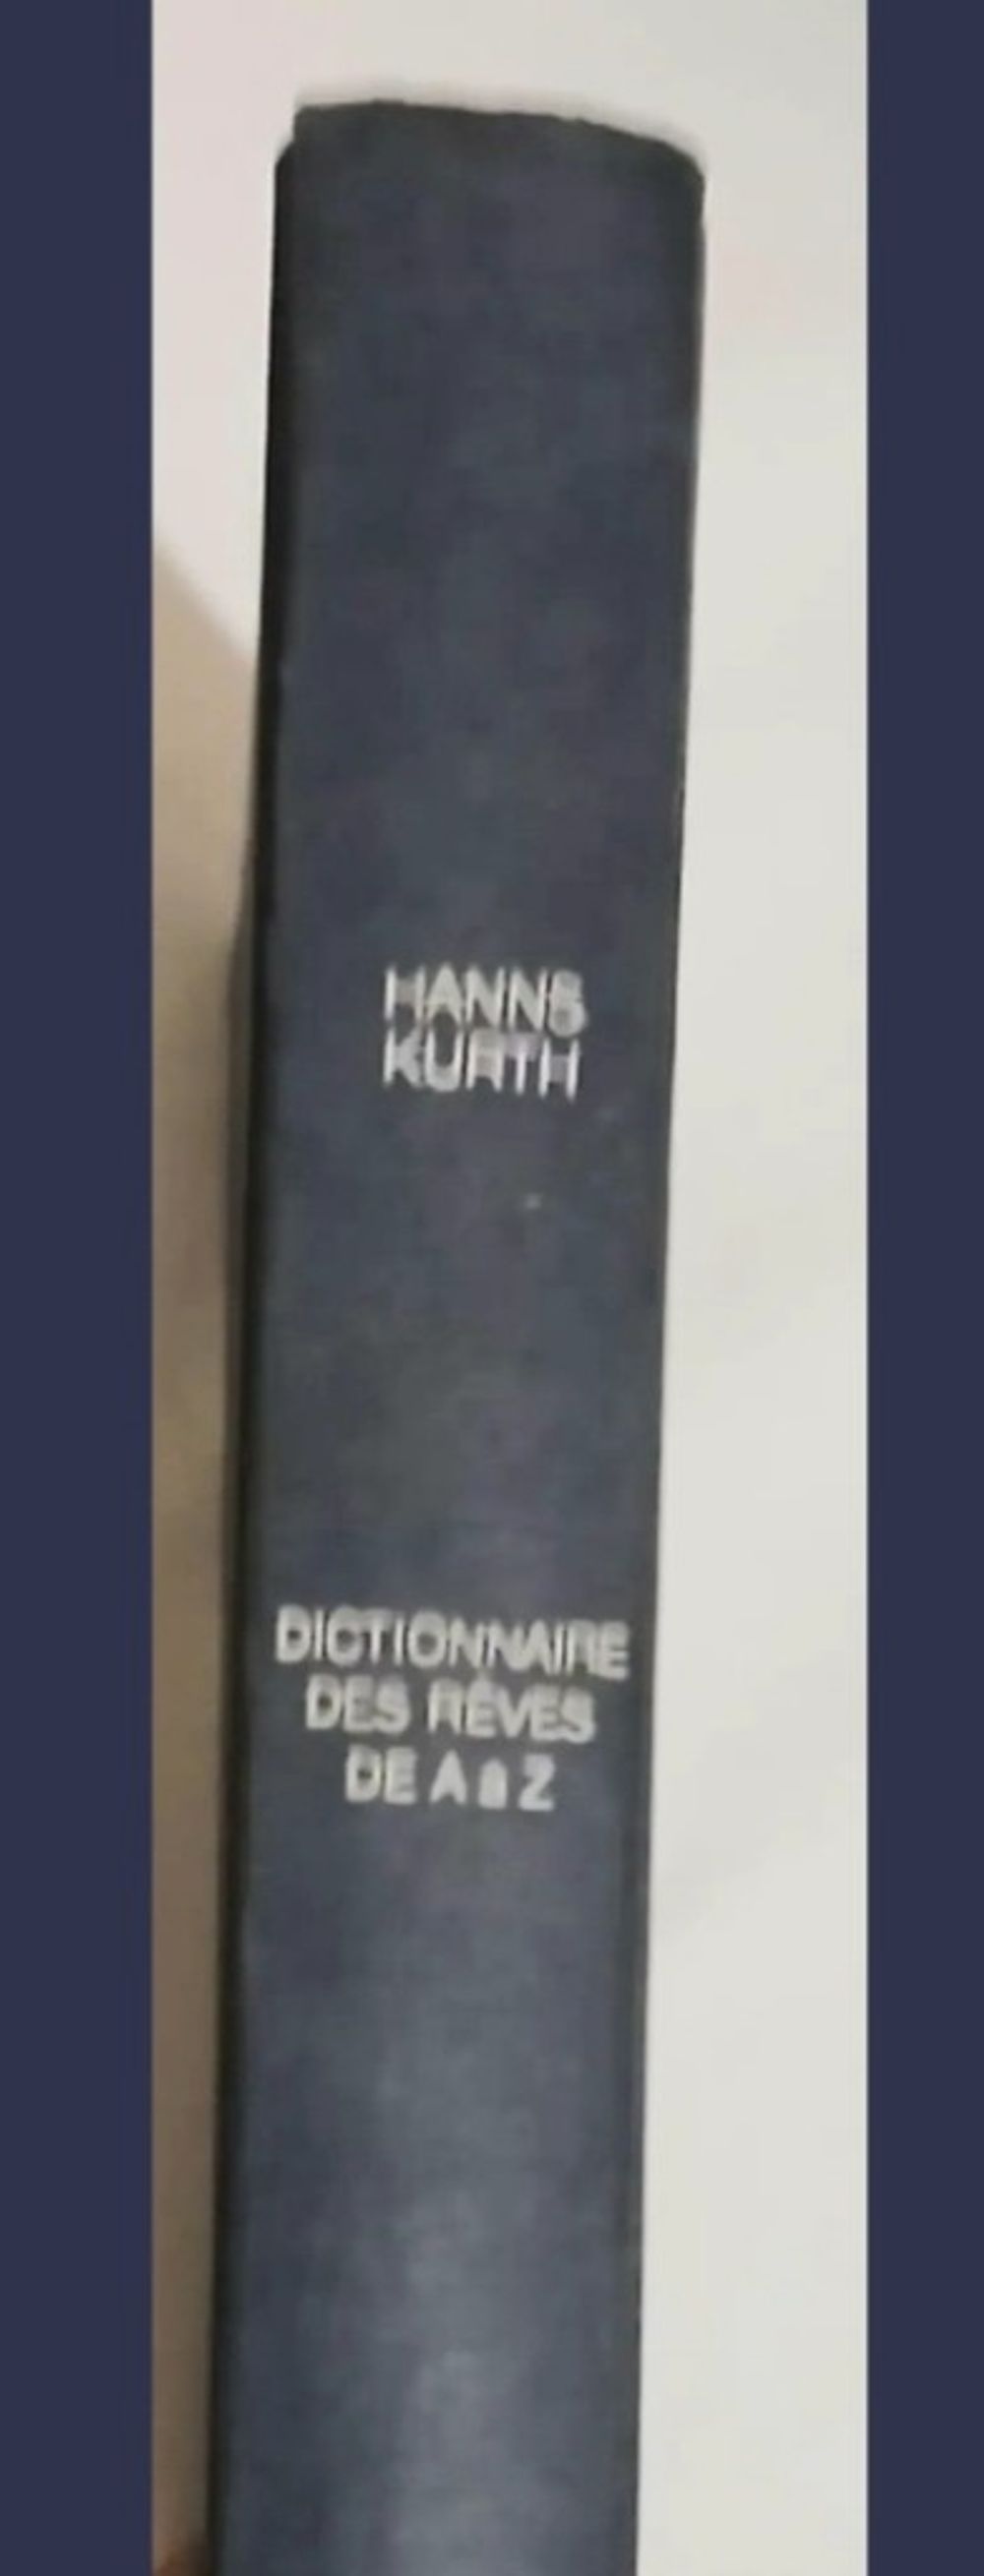 HANNS
KURTH
DICTIONNAIRE
DES RÊVES
DE A à Z